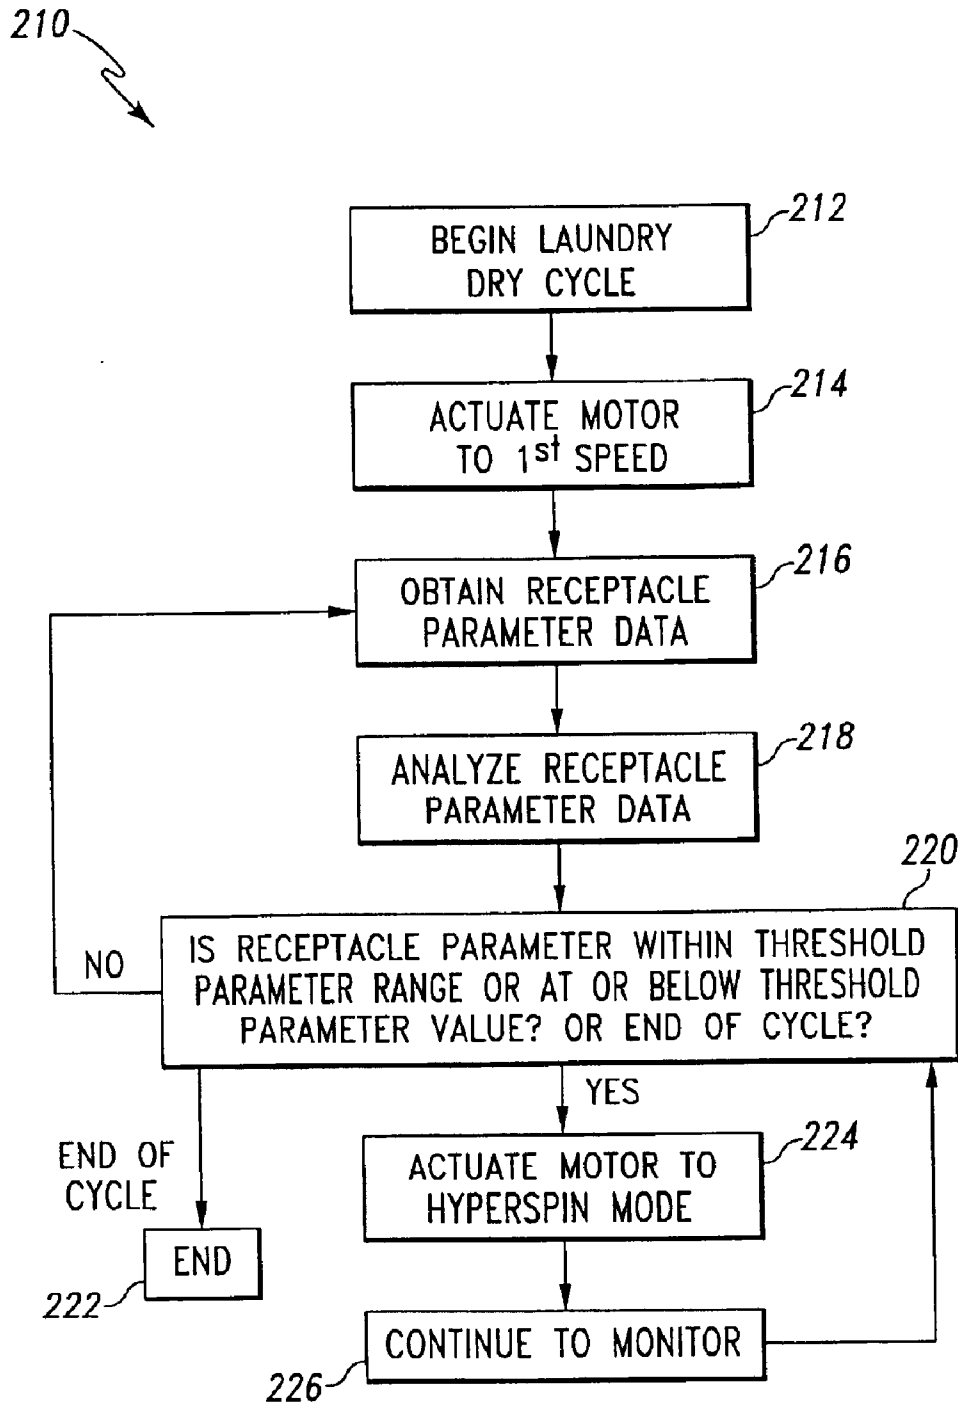 210
212
BEGIN LAUNDRY
DRY CYCLE
214
ACTUATE MOTOR
TO 1st SPEED
216
OBTAIN RECEPTACLE
PARAMETER DATA
218
ANALYZE RECEPTACLE
PARAMETER DATA
220
IS RECEPTACLE PARAMETER WITHIN THRESHOLD
PARAMETER RANGE OR AT OR BELOW THRESHOLD
PARAMETER VALUE? OR END OF CYCLE?
NO
YES
END OF
CYCLE
END
222
224
ACTUATE MOTOR TO
HYPERSPIN MODE
CONTINUE TO MONITOR
226